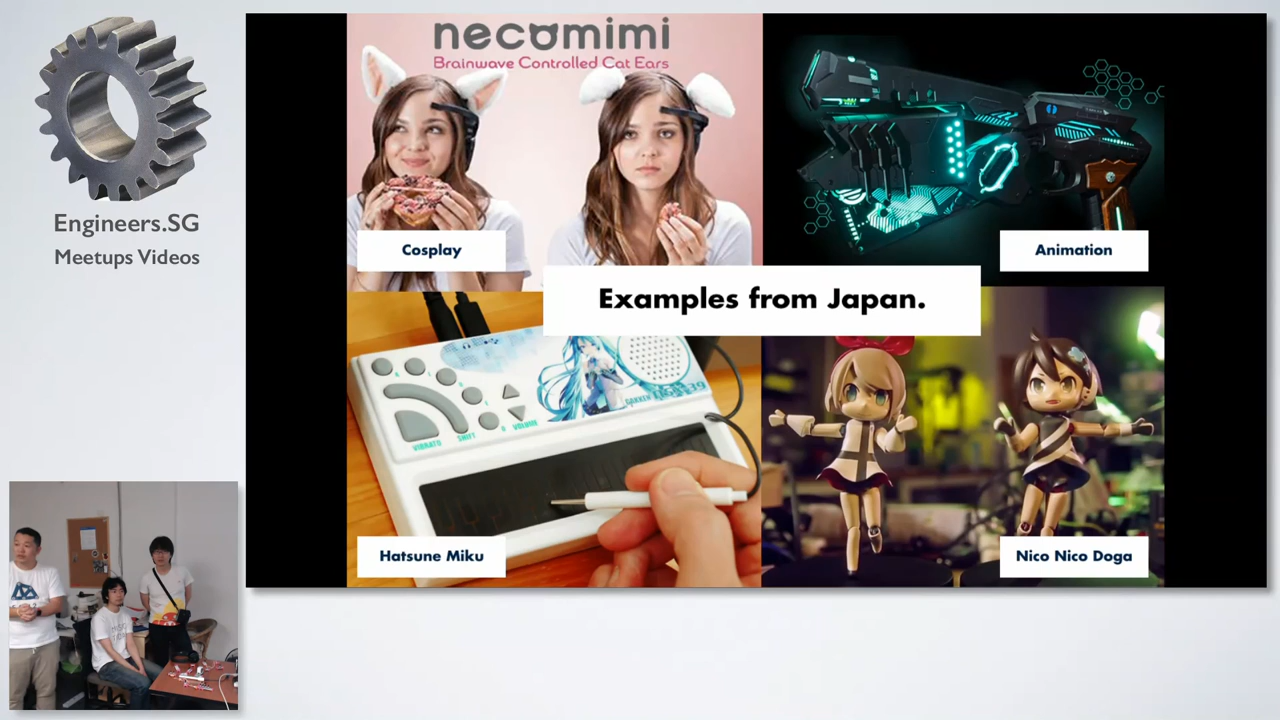 Engineers.SG
Meetups Videos
necomimi
Brainwave Controlled Cat Ears
Cosplay
Animation
Examples from Japan.
VIBRATO
SHIFT
VOLUME
Hatsune Miku
Nico Nico Doga